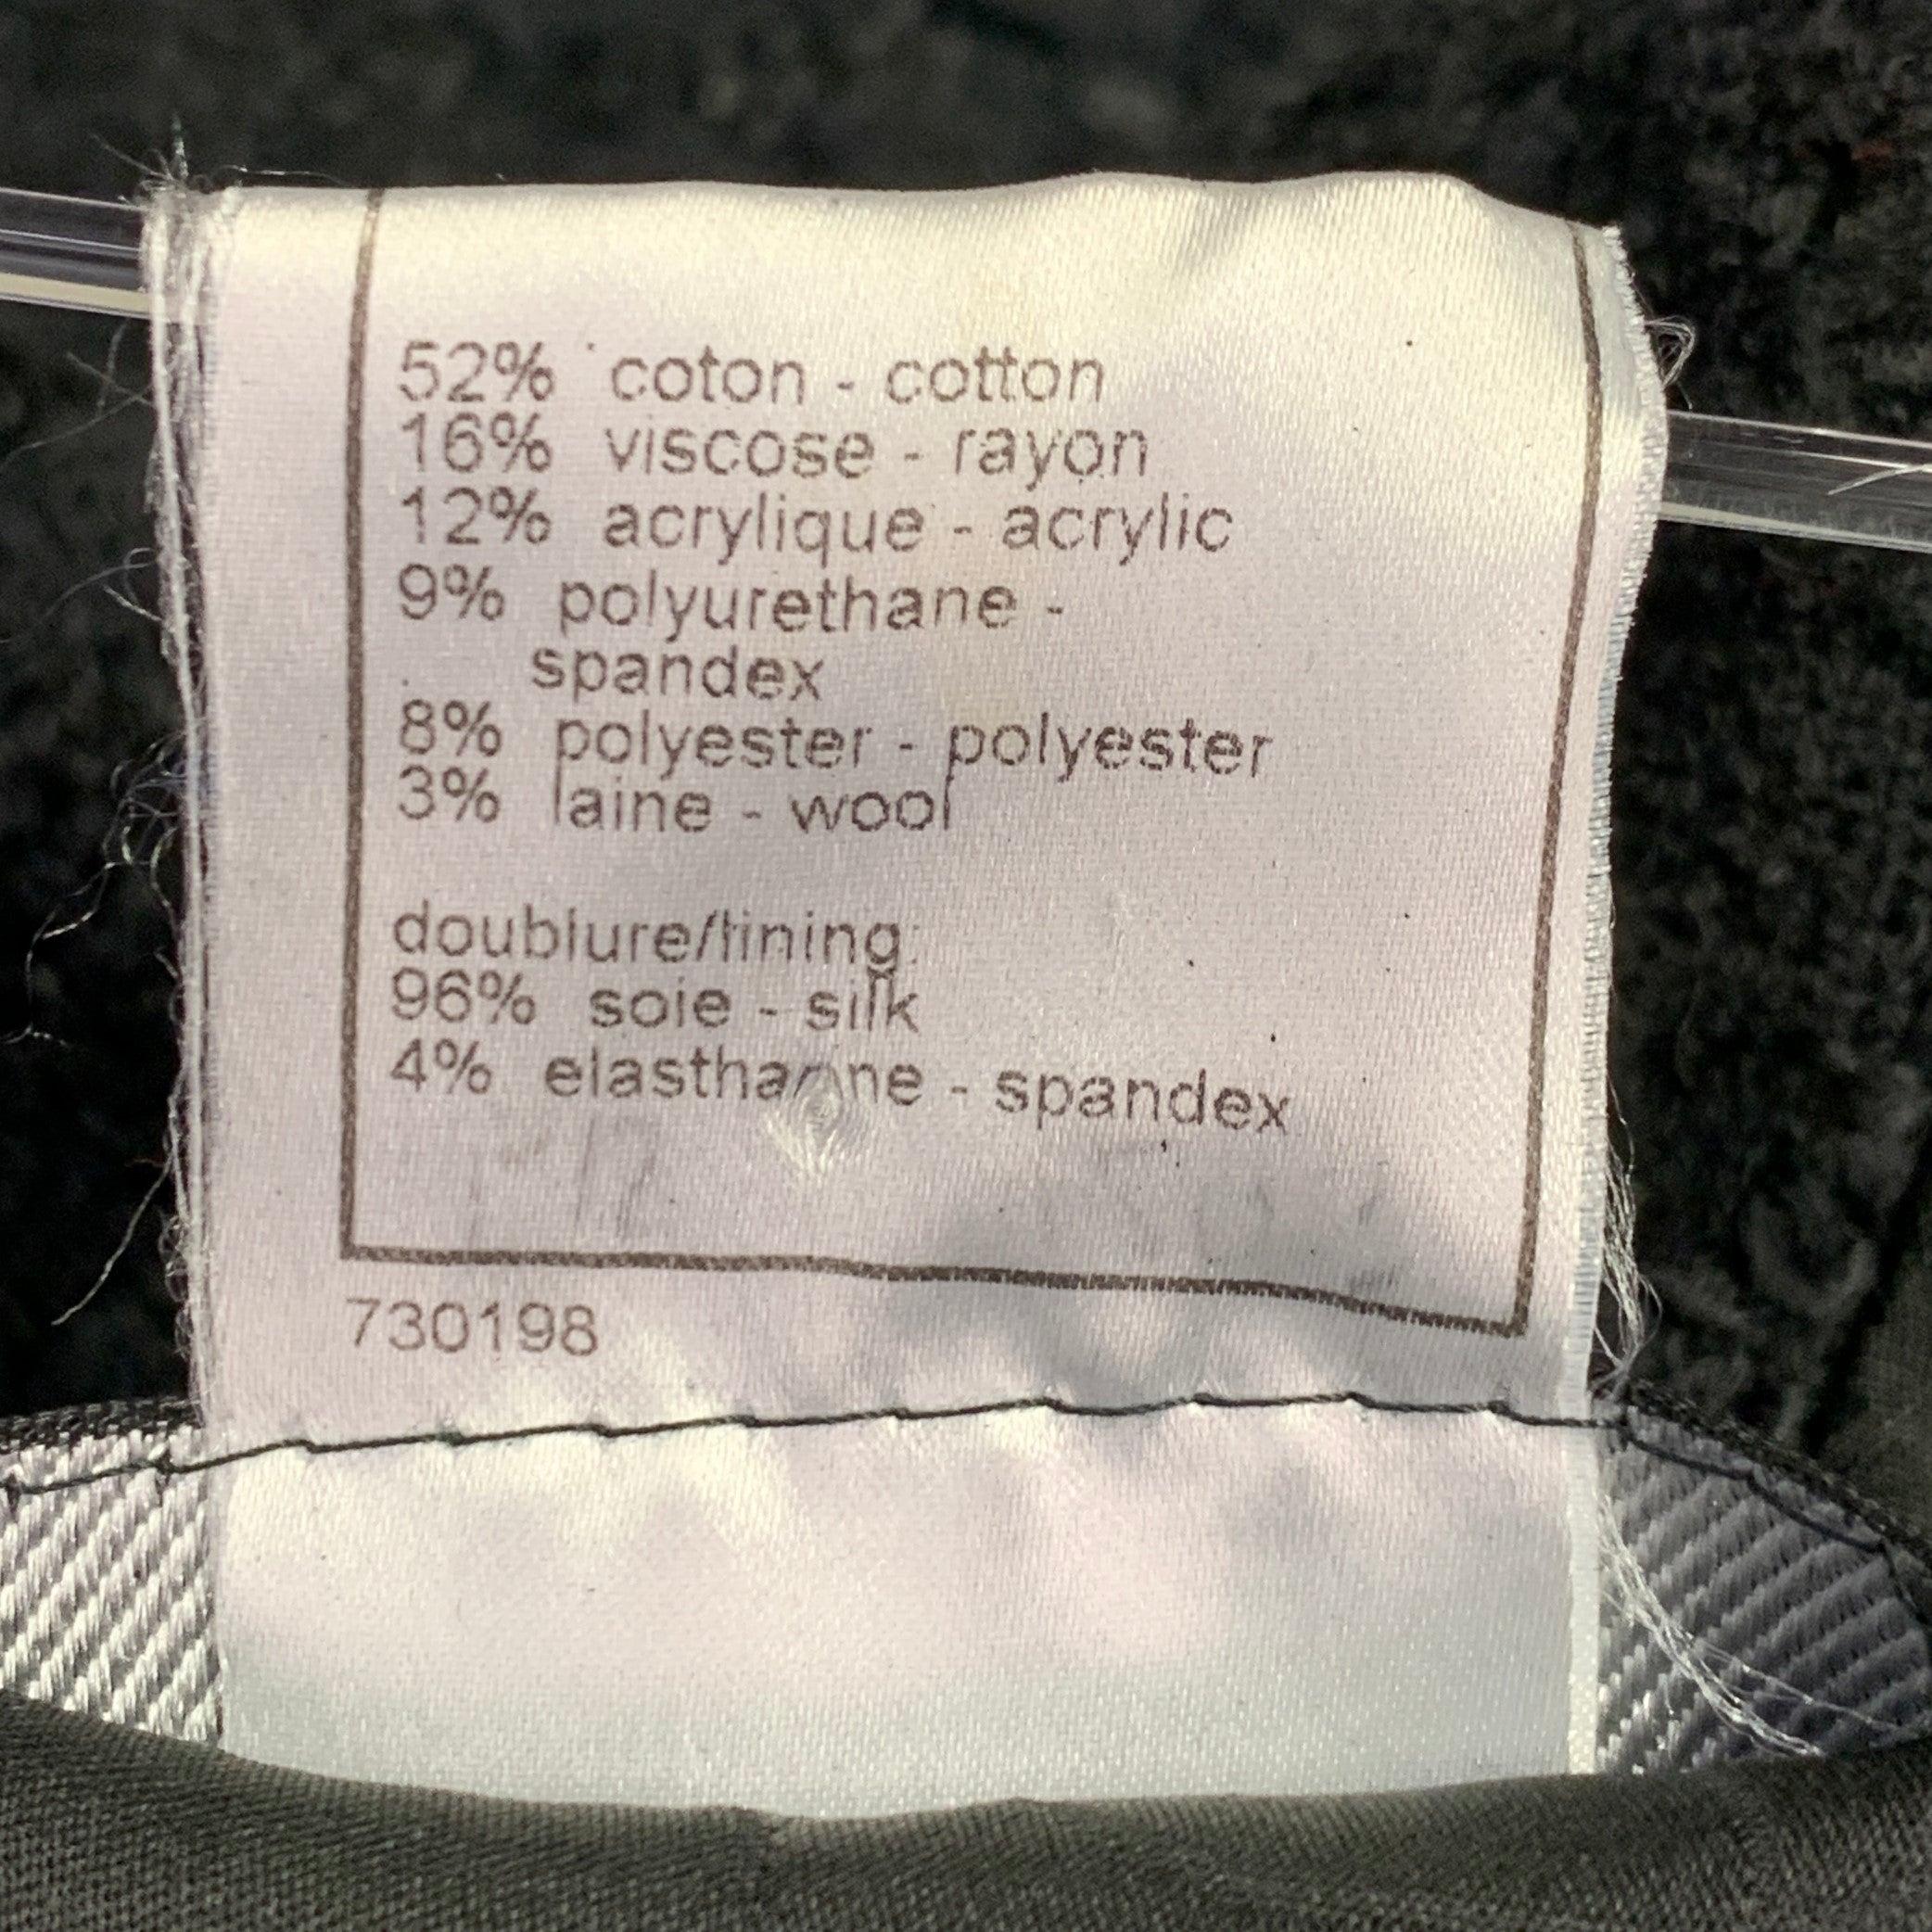 52% coton - cotton
16% viscose - rayon
12% acrylique - acrylic
9% polyurethane -
spandex
8% polyester - polyester
3% laine - wool
doublure/lining:
96% soie - silk
4% elasthanne - spandex
730198